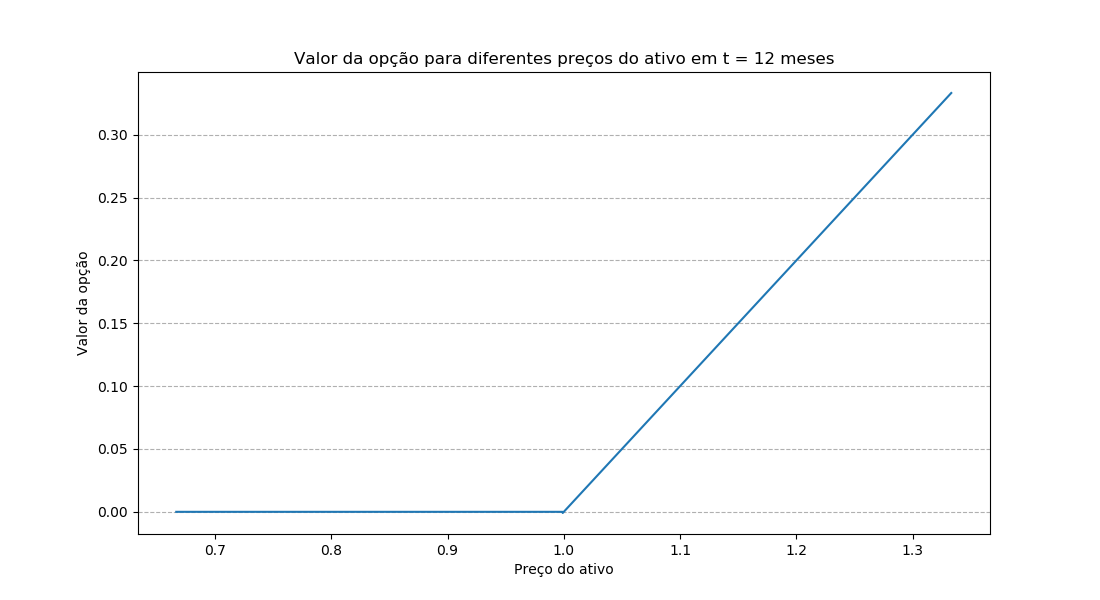 Valor da opção para diferentes preços do ativo em t = 12 meses
Valor da opção
0.30
0.25
0.20
0.15
0.10
0.05
0.00
0.7 0.8 0.9 1.0 1.1 1.2 1.3
Preço do ativo